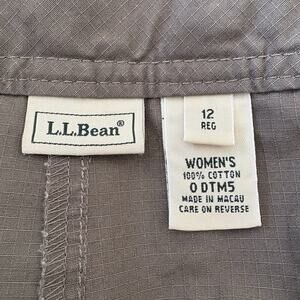 L.L.Bean®
12
REG
WOMEN'S
100% COTTON
0 DTM5
MADE IN MACAU
CARE ON REVERSE